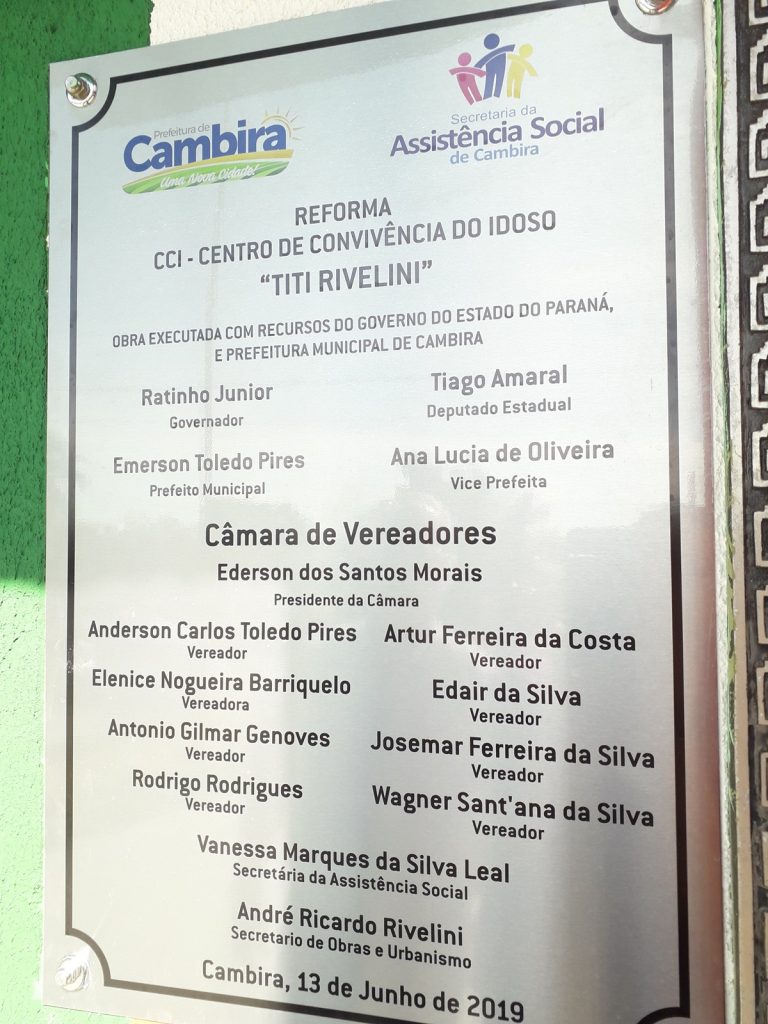 Prefeitura de
Cambira
Uma Nova Cidade!
Secretaria da
Assistência Social
de Cambira
REFORMA
CCI - CENTRO DE CONVIVÊNCIA DO IDOSO
“TITI RIVELINI”
OBRA EXECUTADA COM RECURSOS DO GOVERNO DO ESTADO DO PARANÁ,
E PREFEITURA MUNICIPAL DE CAMBIRA
Ratinho Junior
Governador
Tiago Amaral
Deputado Estadual
Emerson Toledo Pires
Prefeito Municipal
Ana Lucia de Oliveira
Vice Prefeita
Câmara de Vereadores
Ederson dos Santos Morais
Presidente da Câmara
Anderson Carlos Toledo Pires
Vereador
Artur Ferreira da Costa
Vereador
Elenice Nogueira Barriquelo
Vereadora
Edair da Silva
Vereador
Antonio Gilmar Genoves
Vereador
Josemar Ferreira da Silva
Vereador
Rodrigo Rodrigues
Vereador
Wagner Sant'ana da Silva
Vereador
Vanessa Marques da Silva Leal
Secretária da Assistência Social
André Ricardo Rivelini
Secretario de Obras e Urbanismo
Cambira, 13 de Junho de 2019